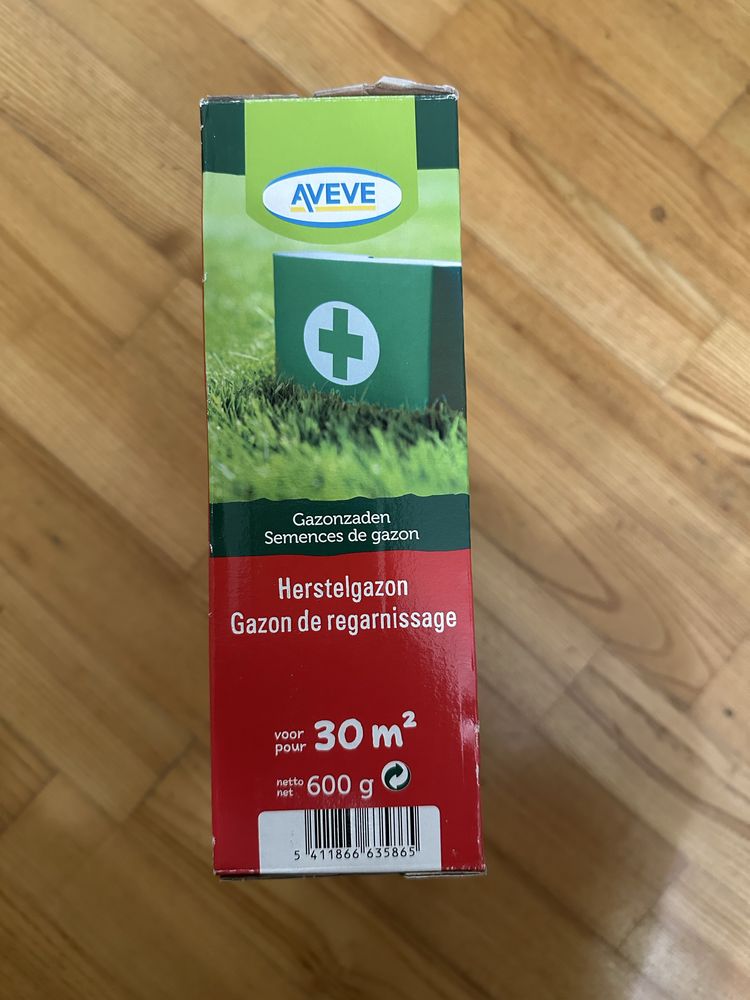 AVEVE
Gazonzaden
Semences de gazon
Herstelgazon
Gazon de regarnissage
voor
pour 30 m²
netto
net 600 g
5 411866 635865